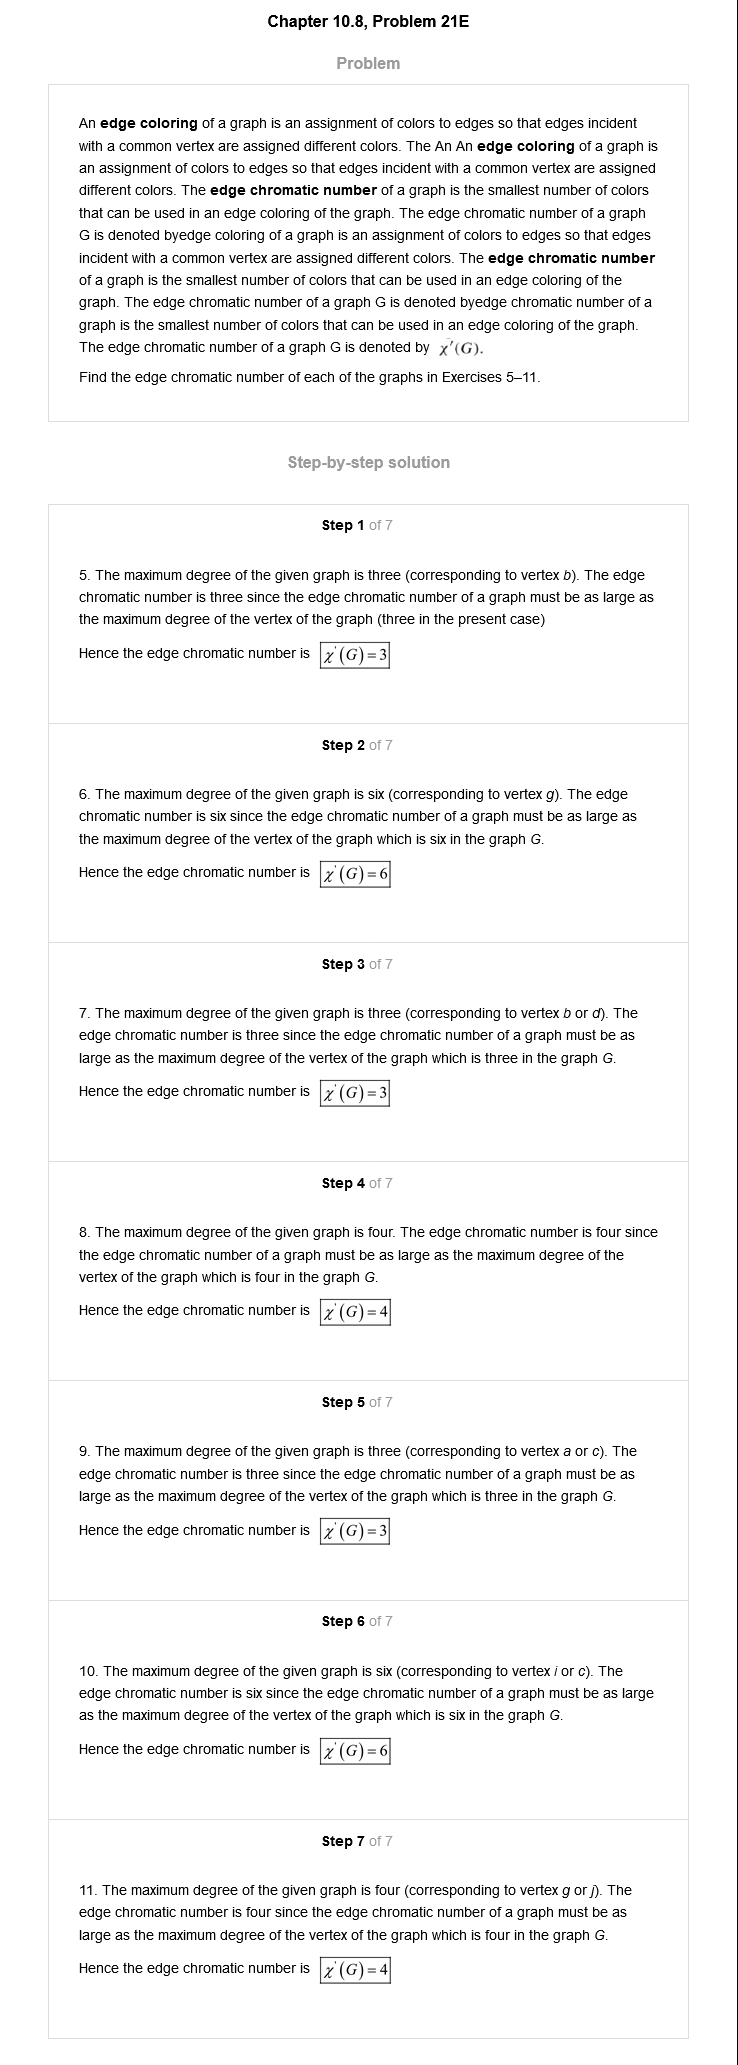 Chapter 10.8, Problem 21E
Problem
An edge coloring of a graph is an assignment of colors to edges so that edges incident
with a common vertex are assigned different colors. The An An edge coloring of a graph is
an assignment of colors to edges so that edges incident with a common vertex are assigned
different colors. The edge chromatic number of a graph is the smallest number of colors
that can be used in an edge coloring of the graph. The edge chromatic number of a graph
G is denoted byedge coloring of a graph is an assignment of colors to edges so that edges
incident with a common vertex are assigned different colors. The edge chromatic number
of a graph is the smallest number of colors that can be used in an edge coloring of the
graph. The edge chromatic number of a graph G is denoted byedge chromatic number of a
graph is the smallest number of colors that can be used in an edge coloring of the graph.
The edge chromatic number of a graph G is denoted by χ′(G).
Find the edge chromatic number of each of the graphs in Exercises 5–11.
Step-by-step solution
Step 1 of 7
5. The maximum degree of the given graph is three (corresponding to vertex b). The edge
chromatic number is three since the edge chromatic number of a graph must be as large as
the maximum degree of the vertex of the graph (three in the present case)
Hence the edge chromatic number is χ'(G)=3
Step 2 of 7
6. The maximum degree of the given graph is six (corresponding to vertex g). The edge
chromatic number is six since the edge chromatic number of a graph must be as large as
the maximum degree of the vertex of the graph which is six in the graph G.
Hence the edge chromatic number is χ'(G)=6
Step 3 of 7
7. The maximum degree of the given graph is three (corresponding to vertex b or d). The
edge chromatic number is three since the edge chromatic number of a graph must be as
large as the maximum degree of the vertex of the graph which is three in the graph G.
Hence the edge chromatic number is χ'(G)=3
Step 4 of 7
8. The maximum degree of the given graph is four. The edge chromatic number is four since
the edge chromatic number of a graph must be as large as the maximum degree of the
vertex of the graph which is four in the graph G.
Hence the edge chromatic number is χ'(G)=4
Step 5 of 7
9. The maximum degree of the given graph is three (corresponding to vertex a or c). The
edge chromatic number is three since the edge chromatic number of a graph must be as
large as the maximum degree of the vertex of the graph which is three in the graph G.
Hence the edge chromatic number is χ'(G)=3
Step 6 of 7
10. The maximum degree of the given graph is six (corresponding to vertex i or c). The
edge chromatic number is six since the edge chromatic number of a graph must be as large
as the maximum degree of the vertex of the graph which is six in the graph G.
Hence the edge chromatic number is χ'(G)=6
Step 7 of 7
11. The maximum degree of the given graph is four (corresponding to vertex g or j). The
edge chromatic number is four since the edge chromatic number of a graph must be as
large as the maximum degree of the vertex of the graph which is four in the graph G.
Hence the edge chromatic number is χ'(G)=4